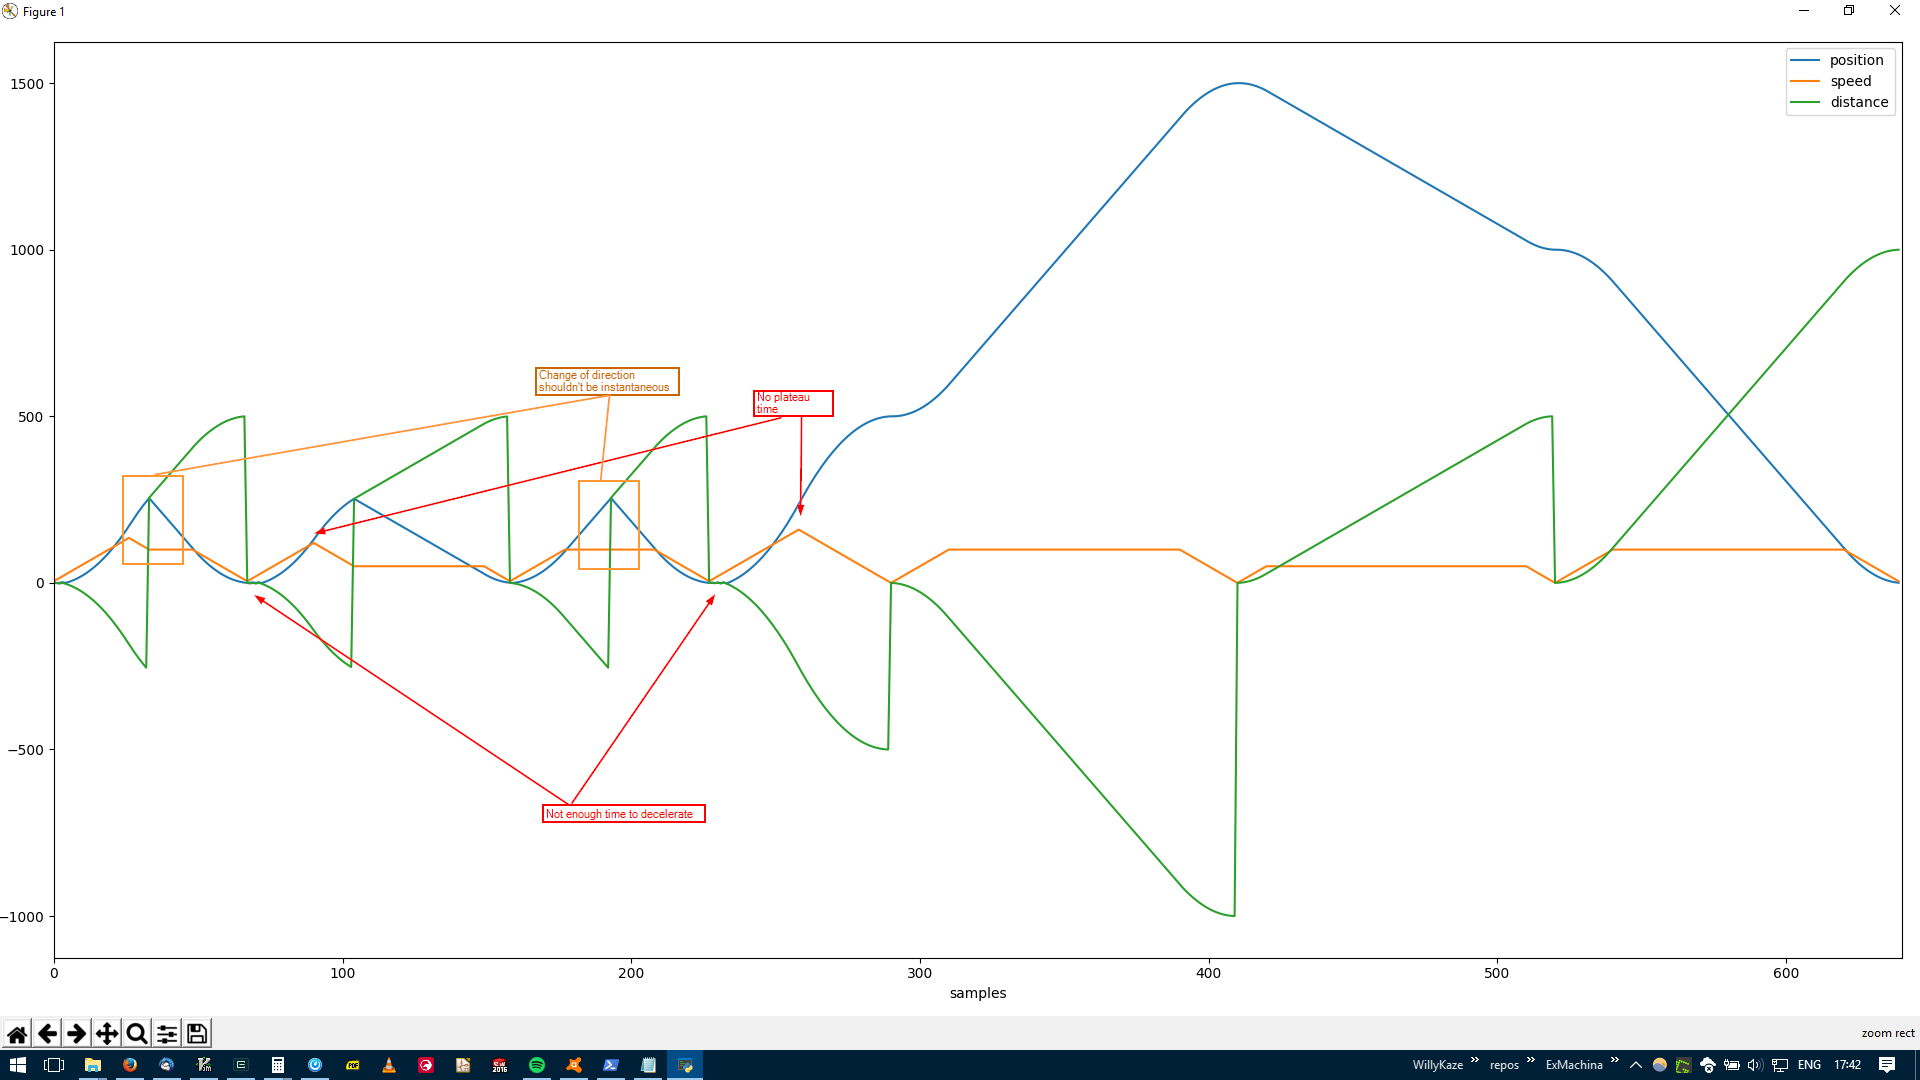 Figure 1
position
speed
distance
1500
1000
500
0
−500
−1000
Change of direction
shouldn't be instantaneous
No plateau
time
Not enough time to decelerate
0 100 200 300 400 500 600
samples
zoom rect
WillyKaze » repos » ExMachina » ENG 17:42